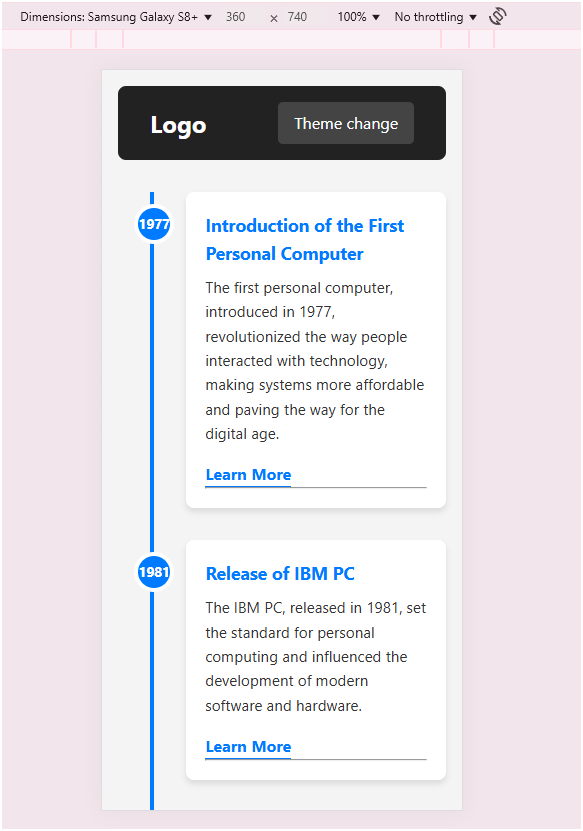 Dimensions: Samsung Galaxy S8+ ▼ 360 × 740 100% ▼ No throttling ▼
Logo Theme change
1977
Introduction of the First
Personal Computer
The first personal computer,
introduced in 1977,
revolutionized the way people
interacted with technology,
making systems more affordable
and paving the way for the
digital age.
Learn More
1981
Release of IBM PC
The IBM PC, released in 1981, set
the standard for personal
computing and influenced the
development of modern
software and hardware.
Learn More